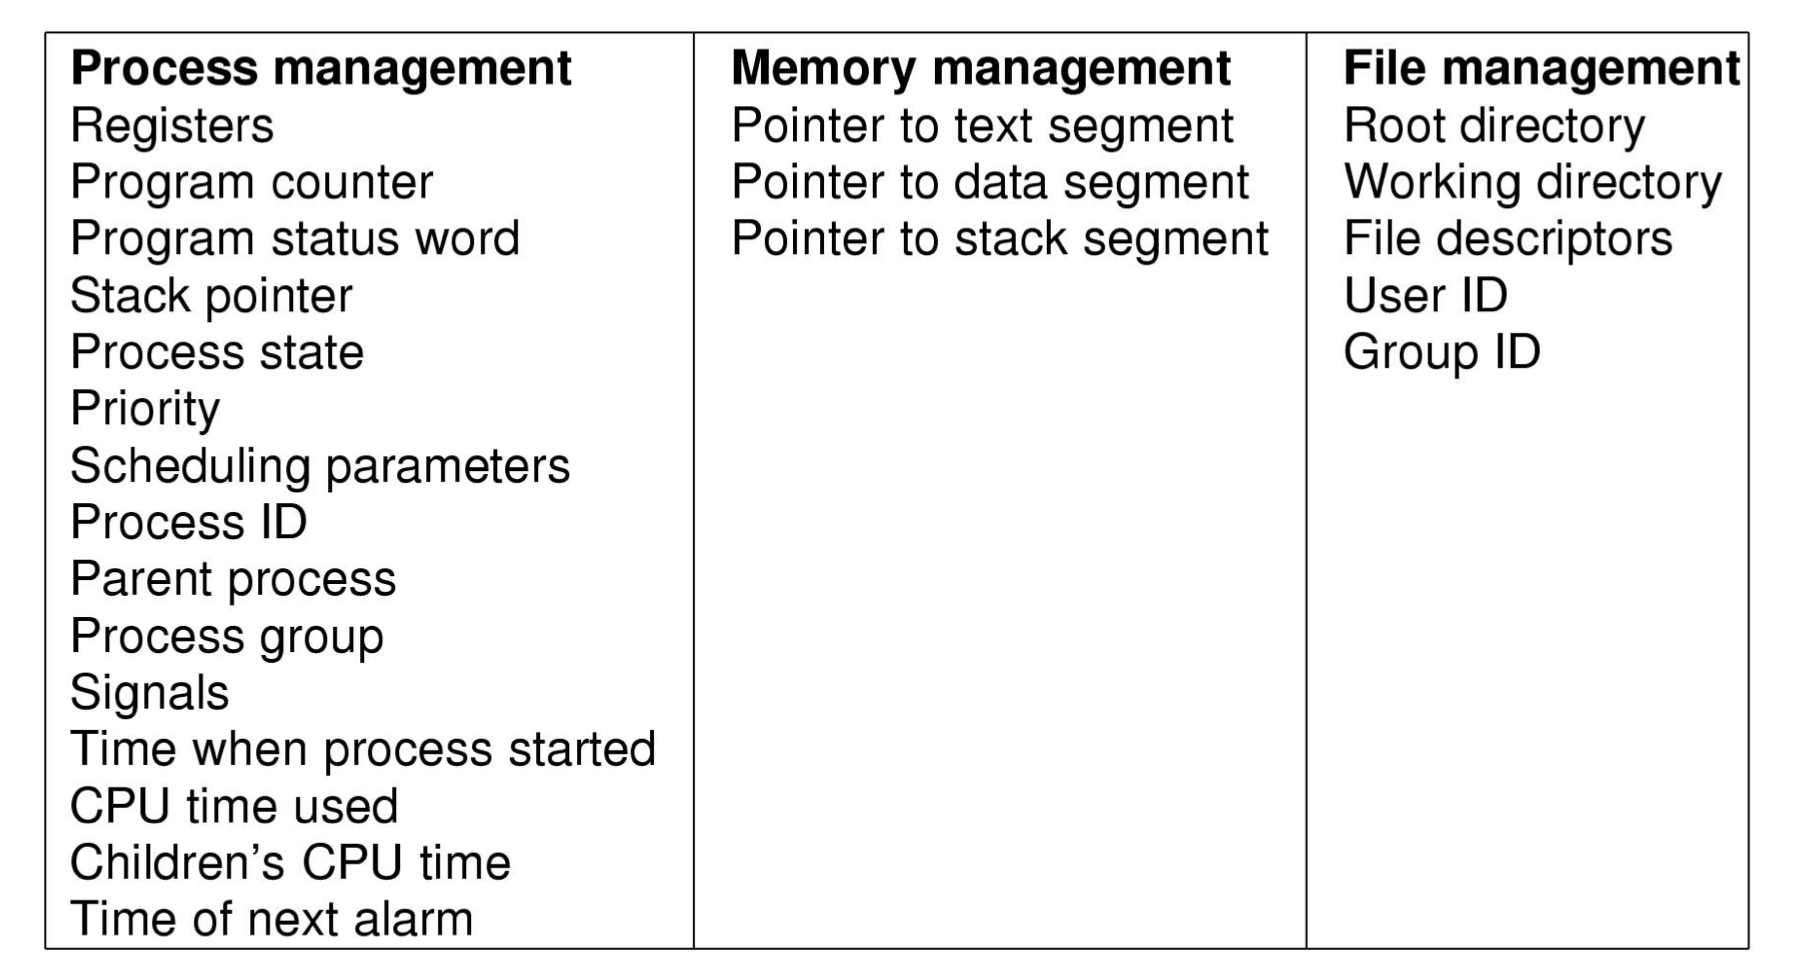 Process management
Registers
Program counter
Program status word
Stack pointer
Process state
Priority
Scheduling parameters
Process ID
Parent process
Process group
Signals
Time when process started
CPU time used
Children's CPU time
Time of next alarm
Memory management
Pointer to text segment
Pointer to data segment
Pointer to stack segment
File management
Root directory
Working directory
File descriptors
User ID
Group ID